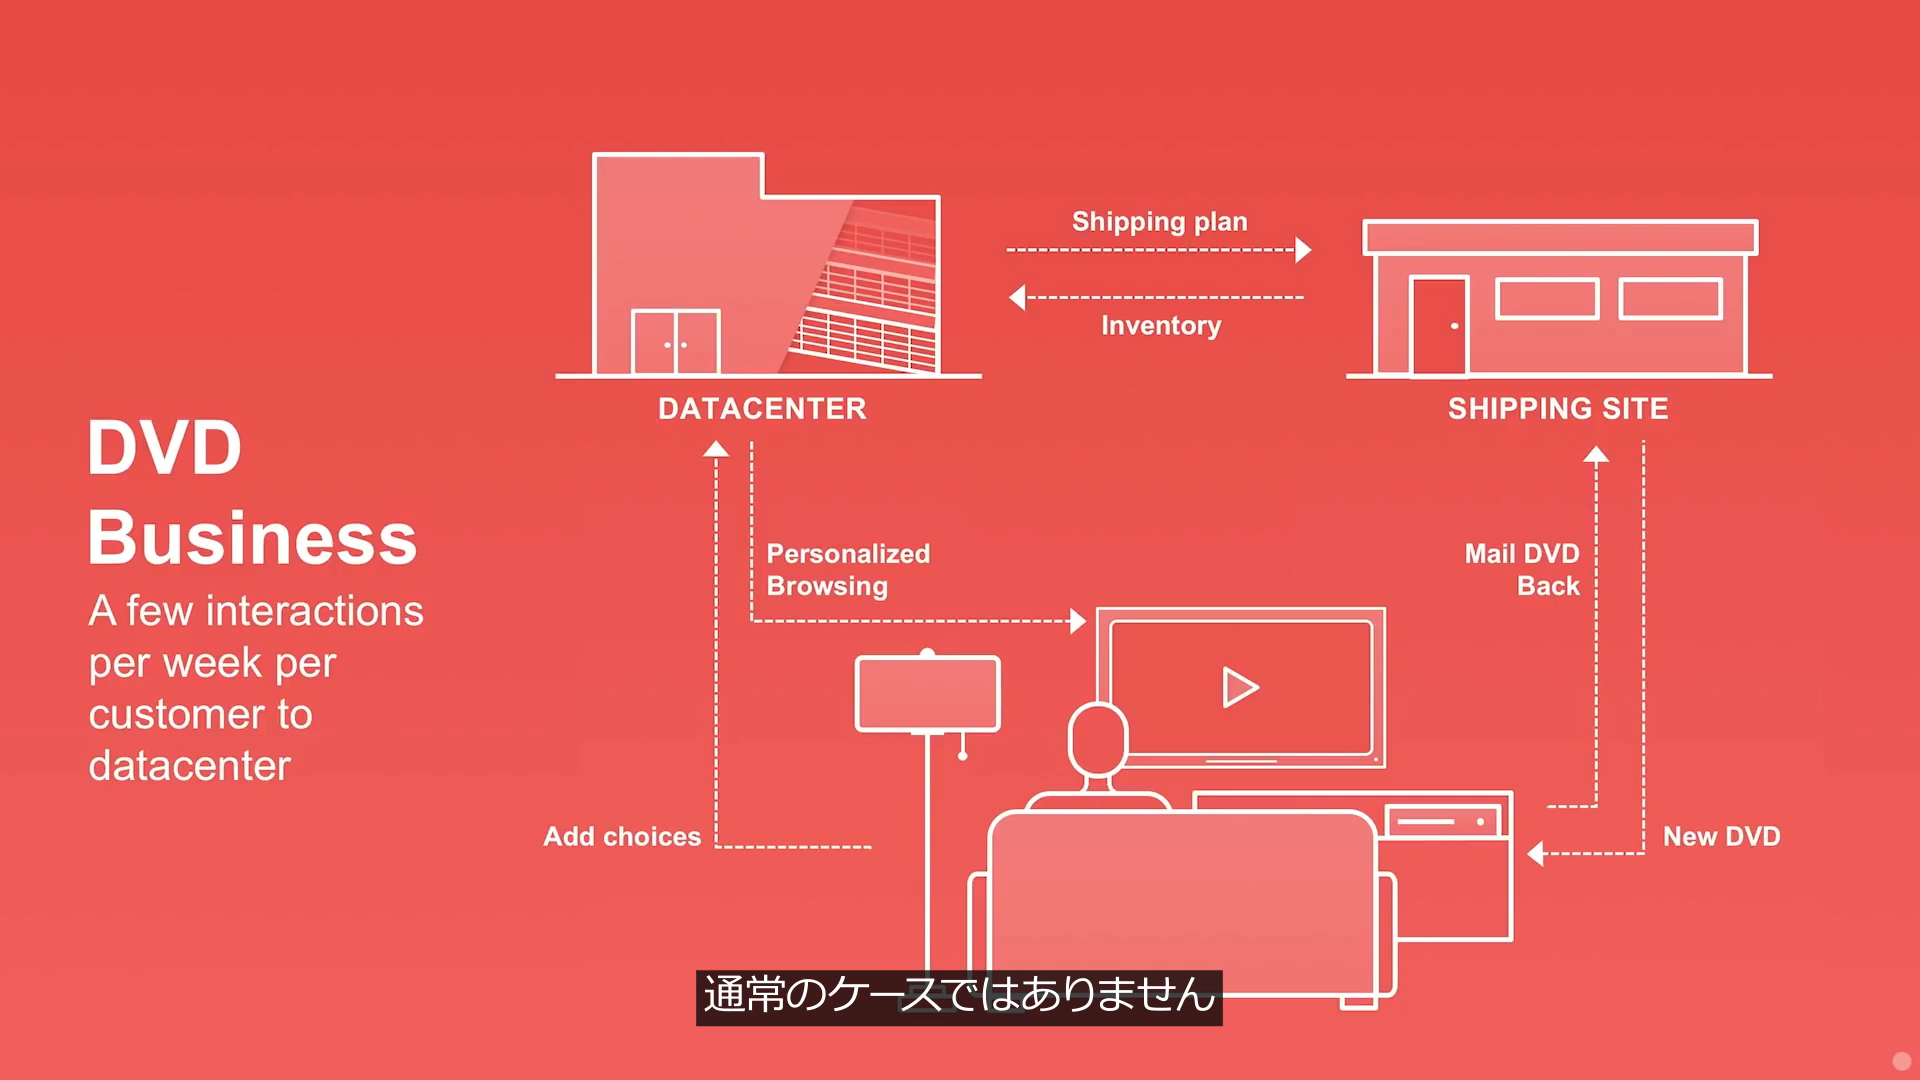 DVD
Business
A few interactions
per week per
customer to
datacenter
Shipping plan
Inventory
DATACENTER
SHIPPING SITE
Personalized
Browsing
Mail DVD
Back
Add choices
New DVD
通常のケースではありません